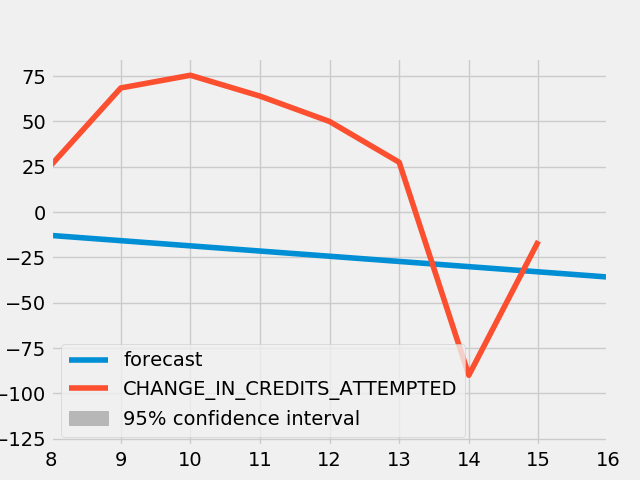 75
50
25
0
−25
−50
−75
−100
−125
forecast
CHANGE_IN_CREDITS_ATTEMPTED
95% confidence interval
8 9 10 11 12 13 14 15 16